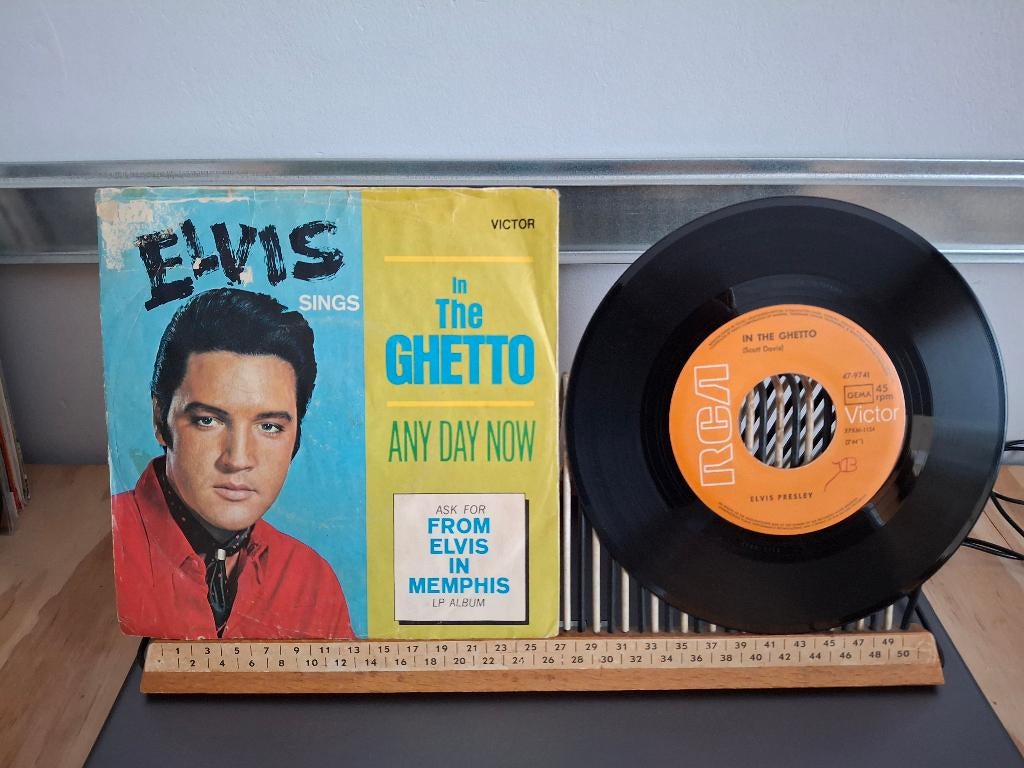 ELVIS
SINGS
VICTOR
In
The
GHETTO
ANY DAY NOW
ASK FOR
FROM
ELVIS
IN
MEMPHIS
LP ALBUM
IN THE GHETTO
(Scott Davis)
RCA
47-9741
GEMA
45
rpm
Victor
XPKM-1154
(2'44")
ELVIS PRESLEY
1 3 5 7 9 11 13 15 17 19 21 23 25 27 29 31 33 35 37 39 41 43 45 47 49
2 4 6 8 10 12 14 16 18 20 22 24 26 28 30 32 34 36 38 40 42 44 46 48 50